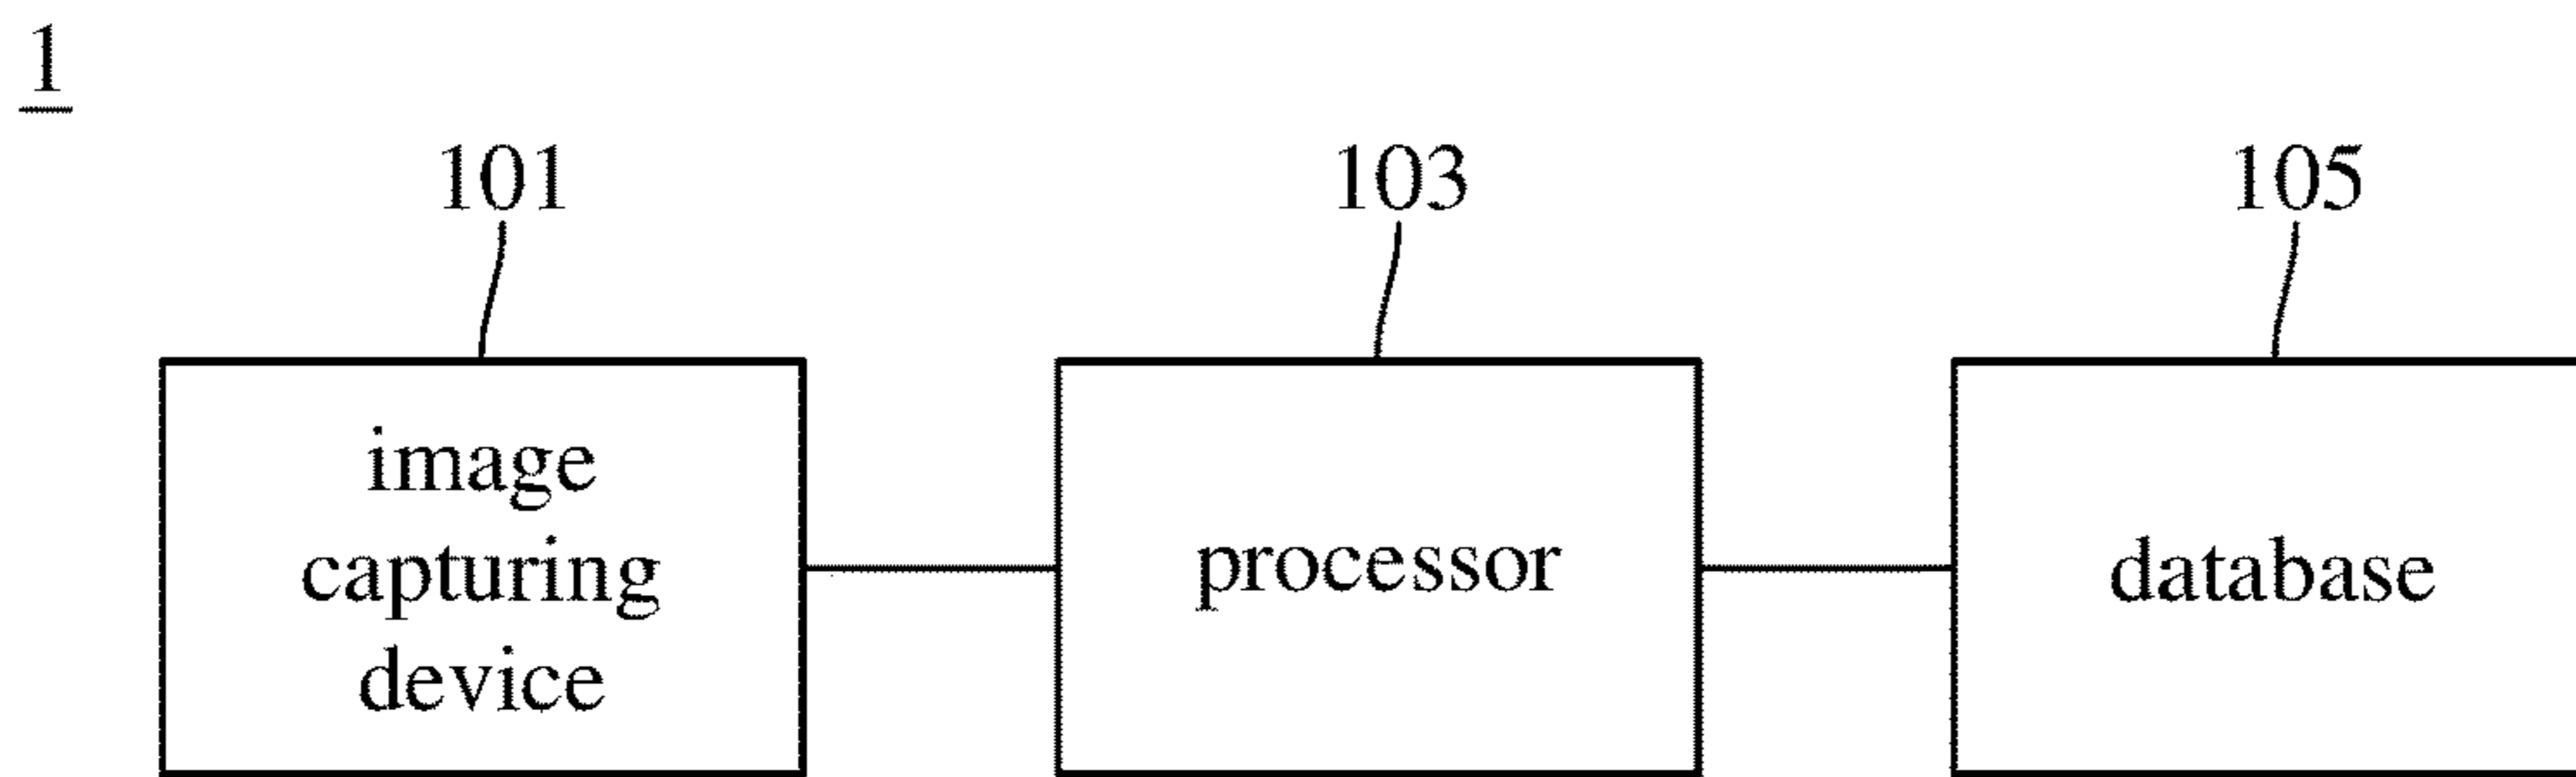 1
101
103
105
image
capturing
device
processor
database